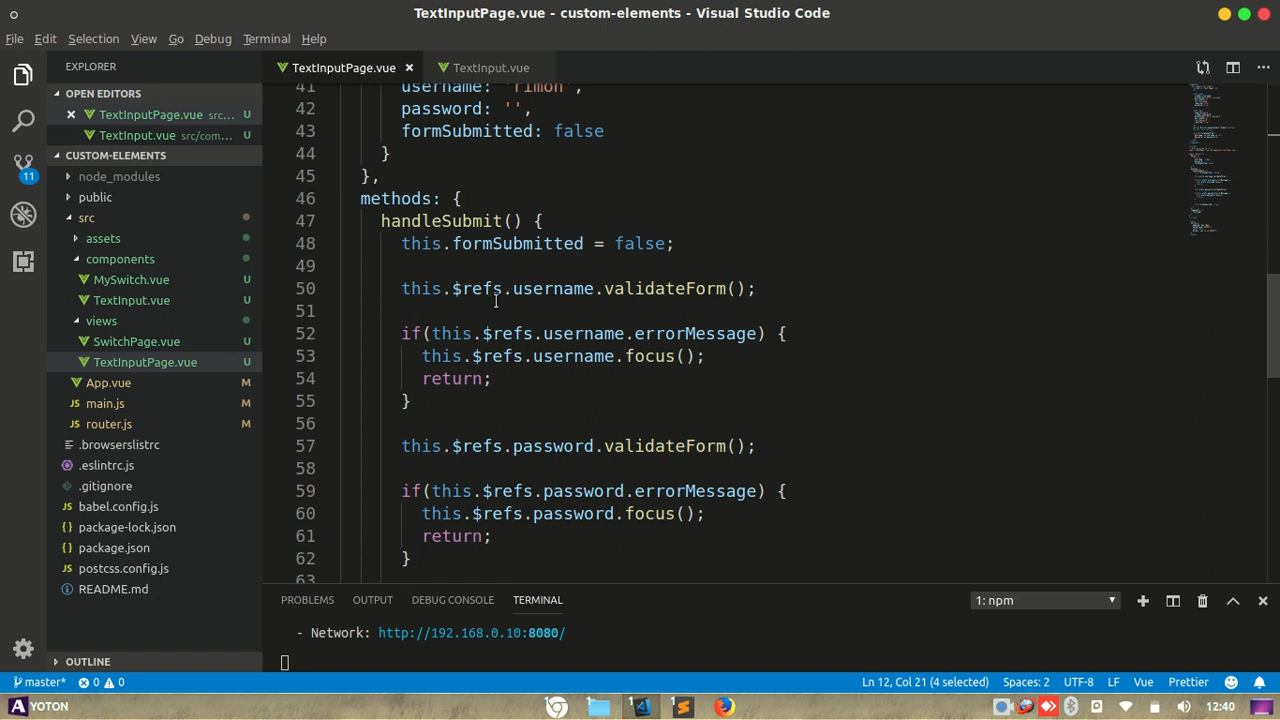 TextInputPage.vue - custom-elements - Visual Studio Code
File Edit Selection View Go Debug Terminal Help
EXPLORER
OPEN EDITORS
TextInputPage.vue src... U
TextInput.vue src/com... U
CUSTOM-ELEMENTS
node_modules
public
src
assets
components
MySwitch.vue U
TextInput.vue U
views
SwitchPage.vue U
TextInputPage.vue U
App.vue M
main.js M
router.js M
.browserslistrc
.eslintrc.js
.gitignore
babel.config.js
package-lock.json
package.json
postcss.config.js
README.md
OUTLINE
11
TextInputPage.vue TextInput.vue
41 username: 'rimon',
42 password: '',
43 formSubmitted: false
44 }
45 },
46 methods: {
47 handleSubmit() {
48 this.formSubmitted = false;
49
50 this.$refs.username.validateForm();
51
52 if(this.$refs.username.errorMessage) {
53 this.$refs.username.focus();
54 return;
55 }
56
57 this.$refs.password.validateForm();
58
59 if(this.$refs.password.errorMessage) {
60 this.$refs.password.focus();
61 return;
62 }
63
PROBLEMS OUTPUT DEBUG CONSOLE TERMINAL 1: npm
- Network: http://192.168.0.10:8080/
master* 0 0 Ln 12, Col 21 (4 selected) Spaces: 2 UTF-8 LF Vue Prettier
YOTON 12:40